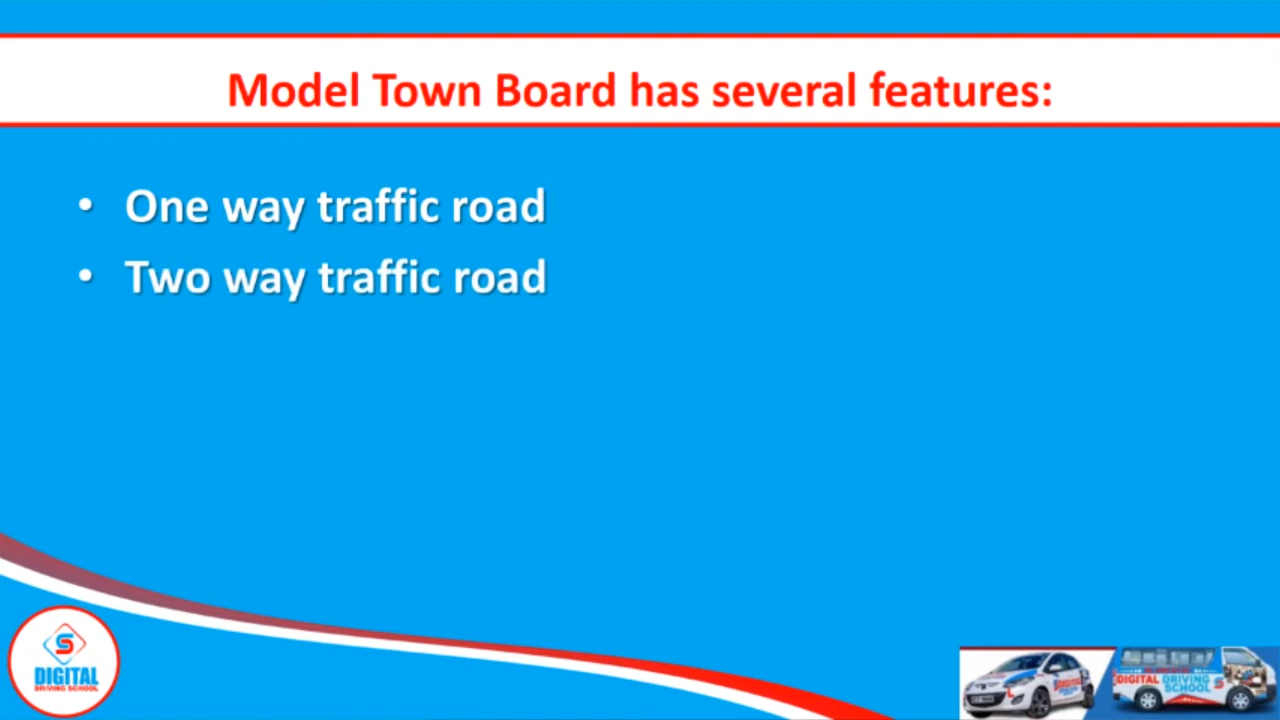 Model Town Board has several features:
• One way traffic road
• Two way traffic road
S
DIGITAL
DRIVING SCHOOL
DIGITAL
DIGITAL DRIVING
SCHOOL S